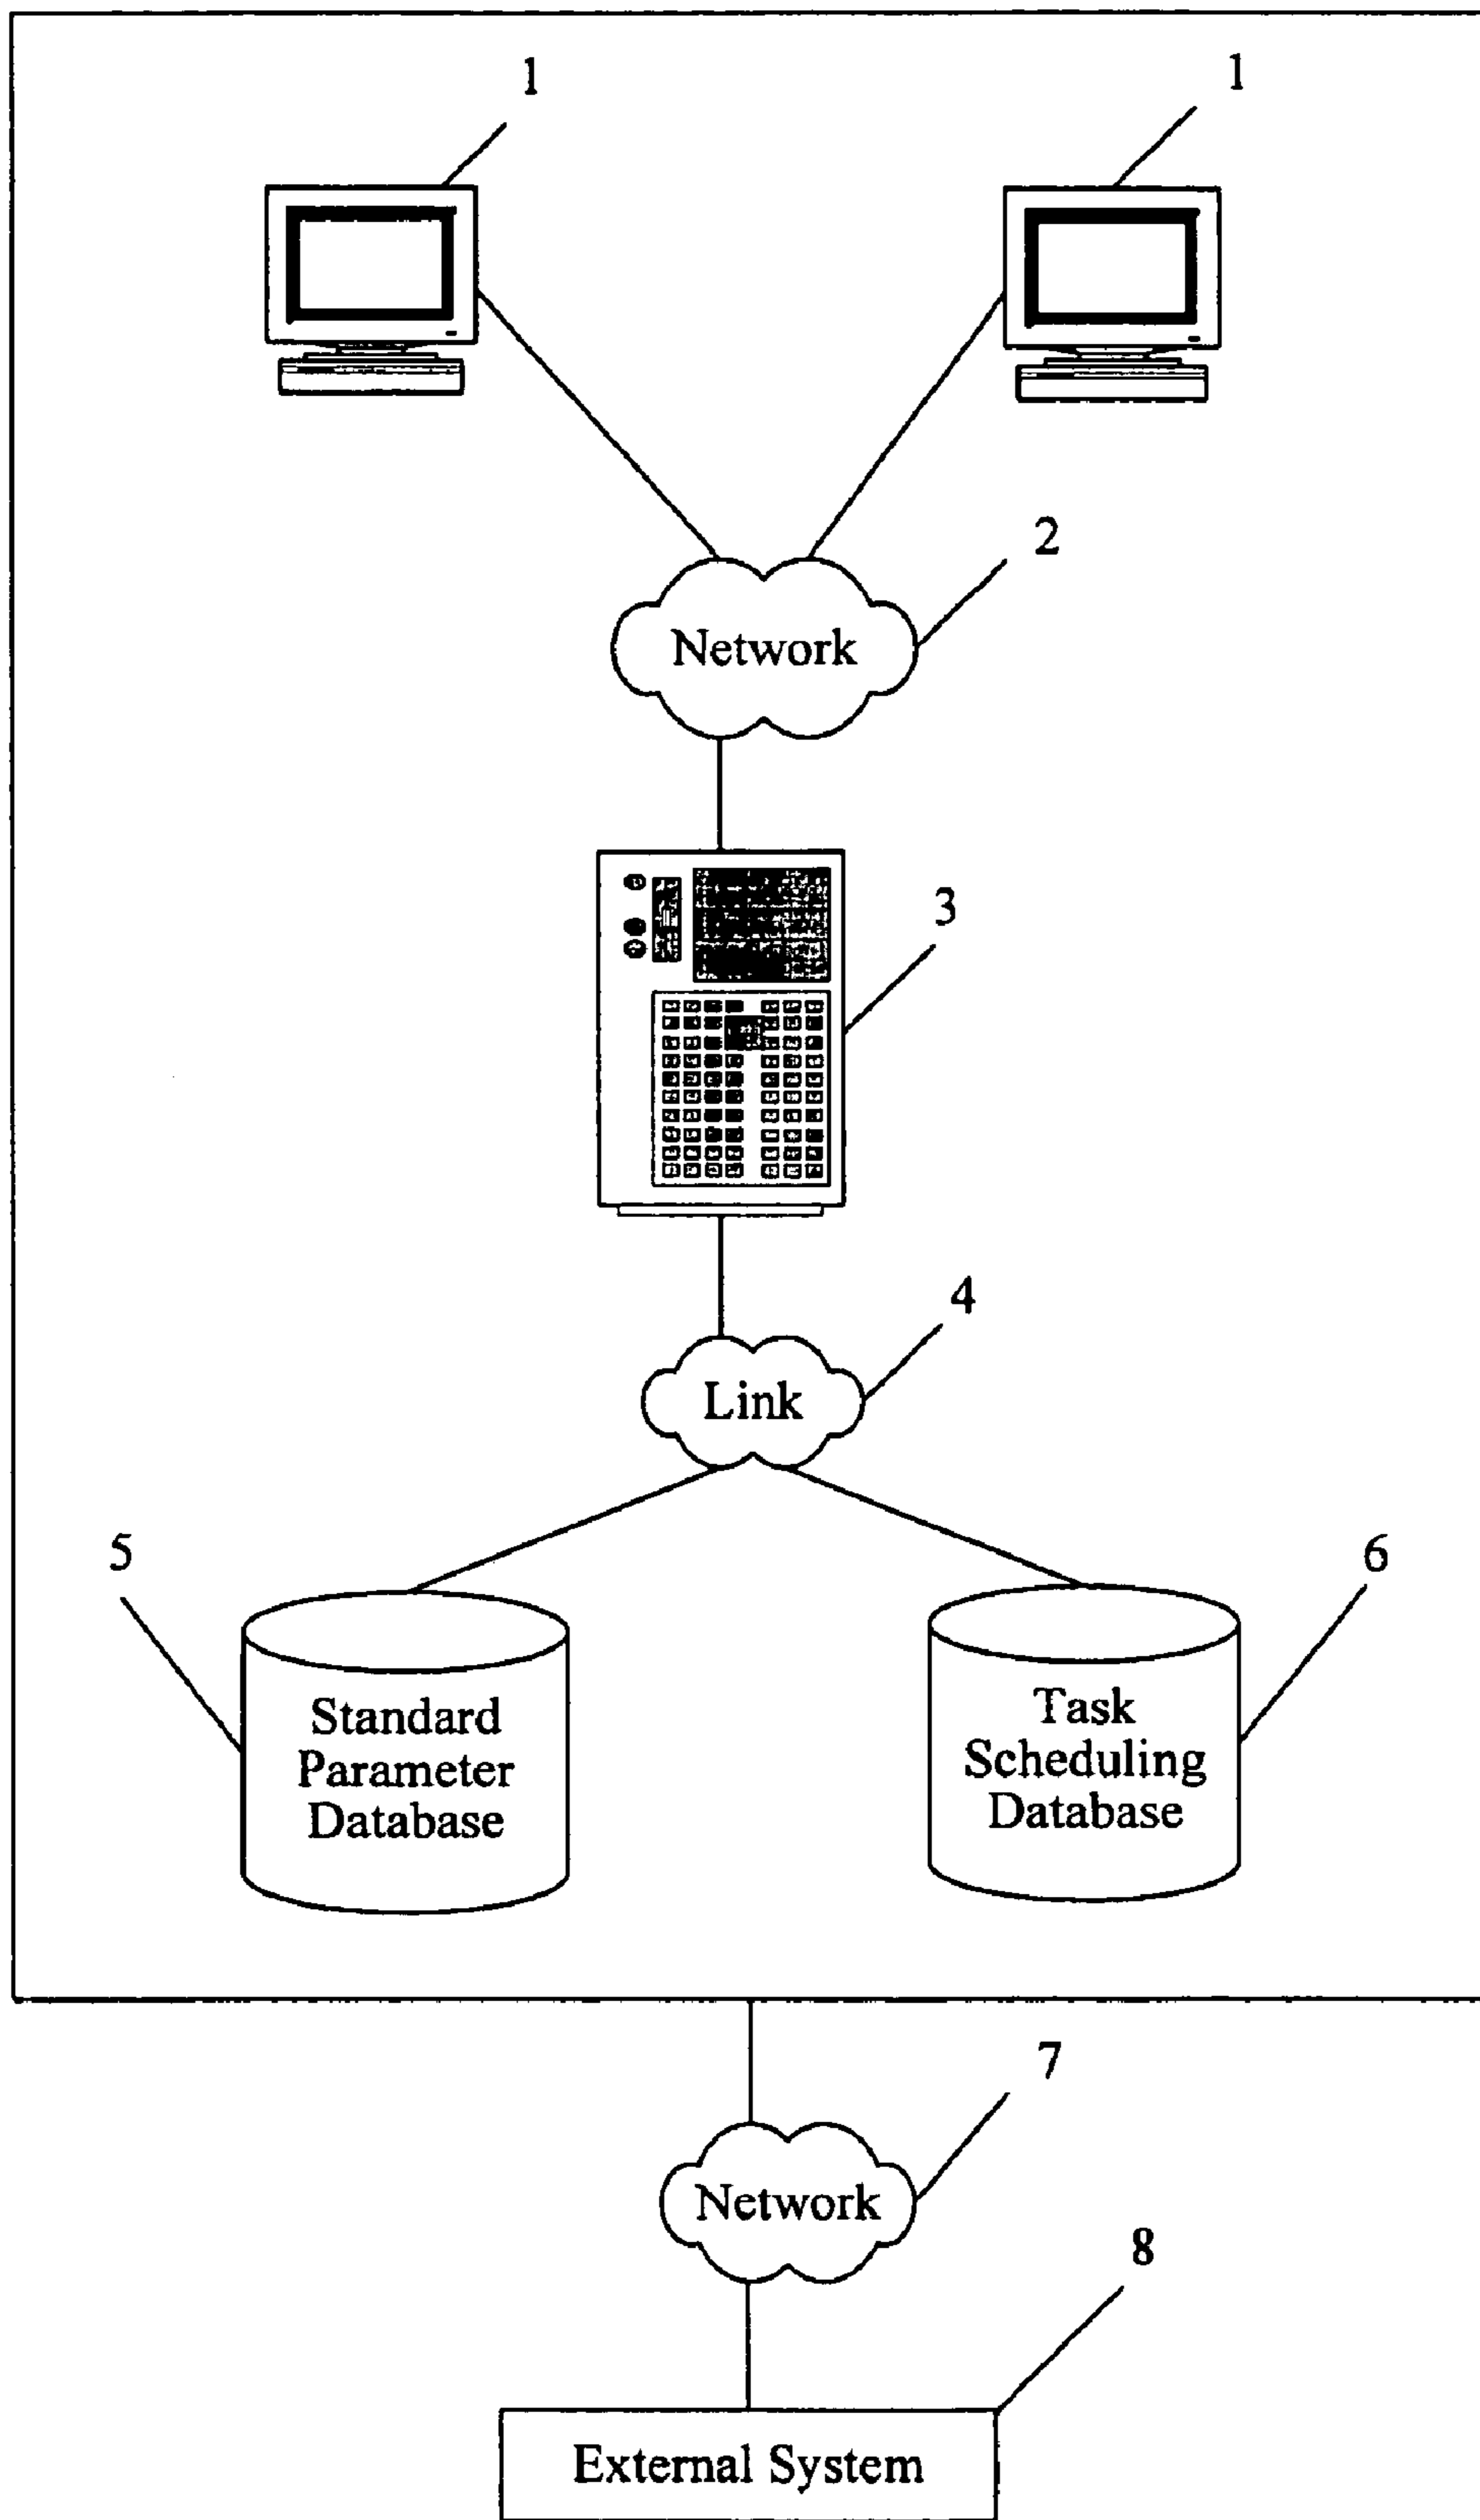 1
1
2
Network
3
4
Link
5
6
Standard
Parameter
Database
Task
Scheduling
Database
7
Network
8
External System